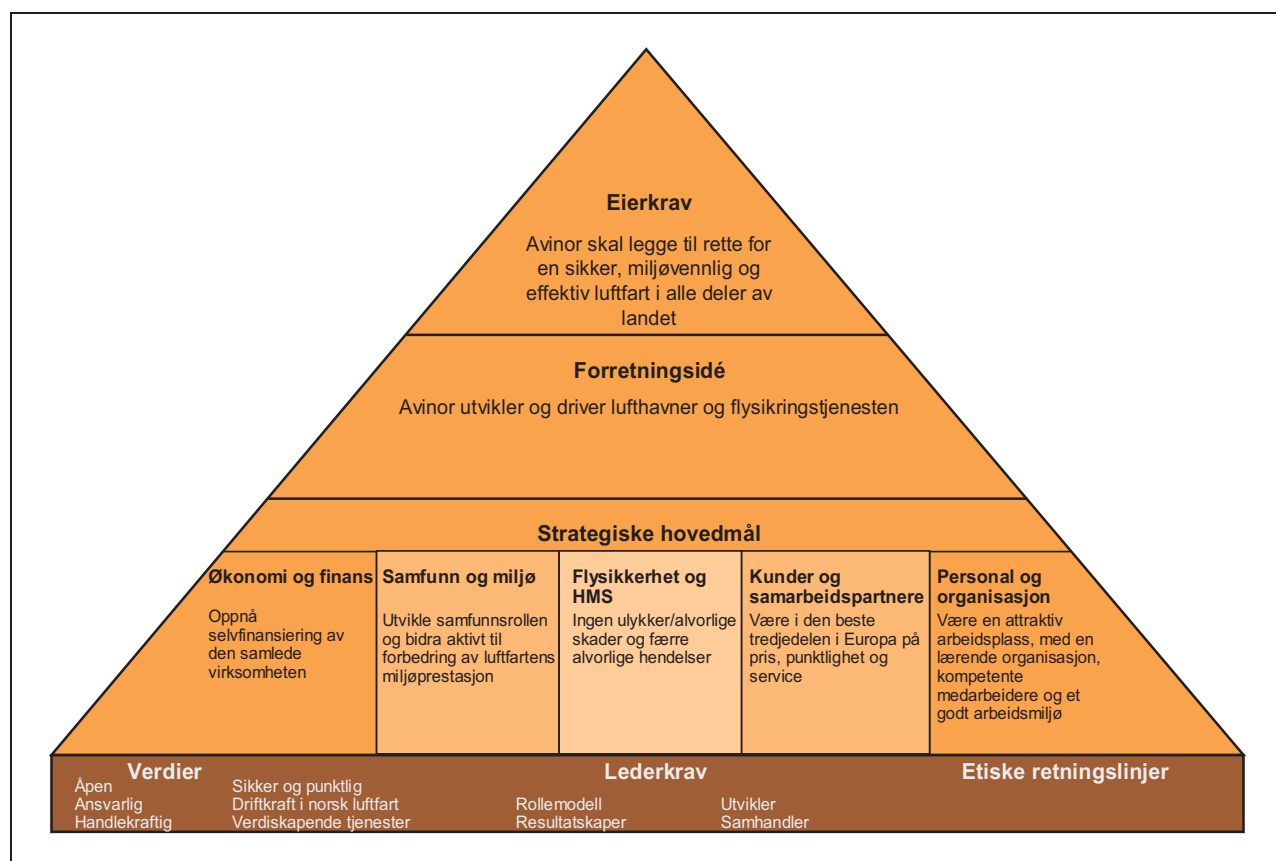 Eierkrav
Avinor skal legge til rette for
en sikker, miljøvennlig og
effektiv luftfart i alle deler av
landet
Forretningsidé
Avinor utvikler og driver lufthavner og flysikringstjenesten
Strategiske hovedmål
Økonomi og finans
Oppnå
selvfinansiering av
den samlede
virksomheten
Samfunn og miljø
Utvikle samfunnsrollen
og bidra aktivt til
forbedring av luftfartens
miljøprestasjon
Flysikkerhet og
HMS
Ingen ulykker/alvorlige
skader og færre
alvorlige hendelser
Kunder og
samarbeidspartnere
Være i den beste
tredjedelen i Europa på
pris, punktlighet og
service
Personal og
organisasjon
Være en attraktiv
arbeidsplass, med en
lærende organisasjon,
kompetente
medarbeidere og et
godt arbeidsmiljø
Verdier
Åpen
Ansvarlig
Handlekraftig
Sikker og punktlig
Driftkraft i norsk luftfart
Verdiskapende tjenester
Lederkrav
Rollemodell
Resultatskaper
Utvikler
Samhandler
Etiske retningslinjer